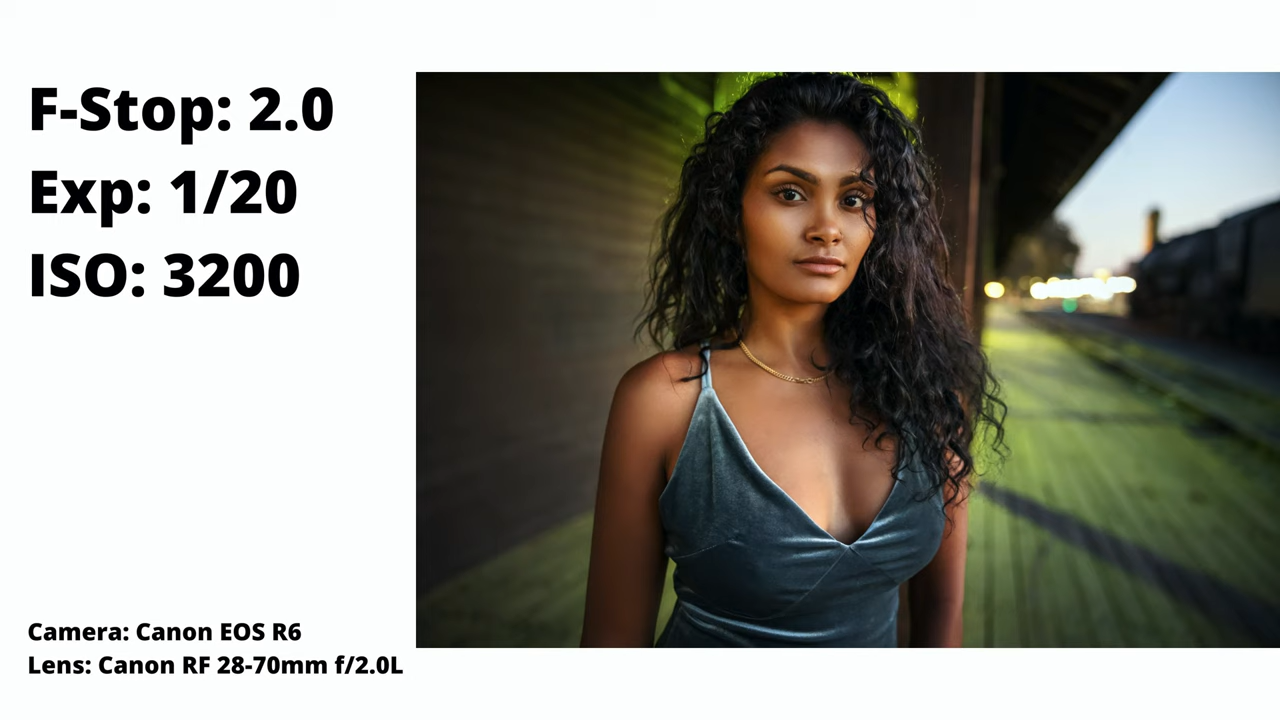 F-Stop: 2.0
Exp: 1/20
ISO: 3200
Camera: Canon EOS R6
Lens: Canon RF 28-70mm f/2.0L